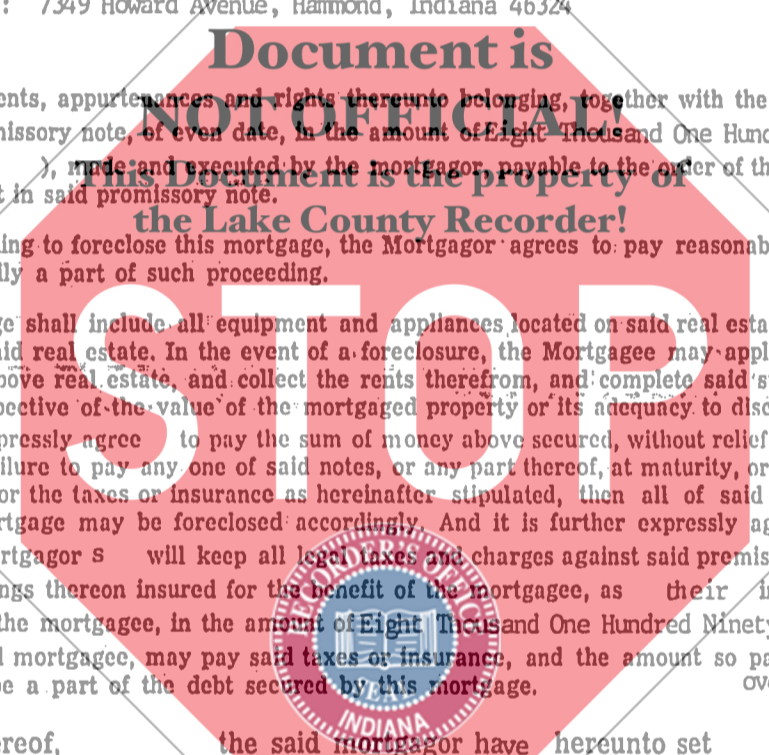 : 7349 Howard Avenue, Hammond, Indiana 46324
Document is
ents, appurtenances and rights thereunto belonging, together with the
NOT OFFICIAL!
nissory note, of even date, in the amount of Eight Thousand One Hund
), made and executed by the mortgagor, payable to the order of th
This Document is the property of
t in said promissory note.
the Lake County Recorder!
ing to foreclose this mortgage, the Mortgagor agrees to pay reasonab
lly a part of such proceeding.
STOP
ge shall include all equipment and appliances located on said real esta
id real estate. In the event of a foreclosure, the Mortgagee may appl
bove real estate, and collect the rents therefrom, and complete said s
pective of the value of the mortgaged property or its adequacy to disc
pressly agree to pay the sum of money above secured, without relief
ilure to pay any one of said notes, or any part thereof, at maturity, or
or the taxes or insurance as hereinafter stipulated, then all of said
rtgage may be foreclosed accordingly. And it is further expressly ag
rtgagor s will keep all legal taxes and charges against said premis
ngs thereon insured for the benefit of the mortgagee, as their i
the mortgagee, in the amount of Eight Thousand One Hundred Ninety
l mortgagee, may pay said taxes or insurance, and the amount so pa
e a part of the debt secured by this mortgage.
ov
RECORDER'S OFFICE
SEAL
INDIANA
ereof, the said mortgagor have hereunto set